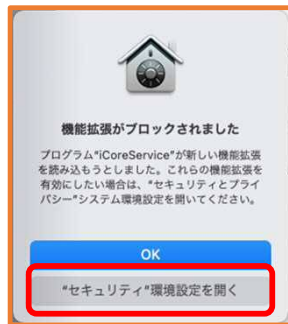 機能拡張がブロックされました
プログラム“iCoreService”が新しい機能拡張
を読み込もうとしました。これらの機能拡張を
有効にしたい場合は、“セキュリティとプライ
バシー”システム環境設定を開いてください。
OK
“セキュリティ”環境設定を開く